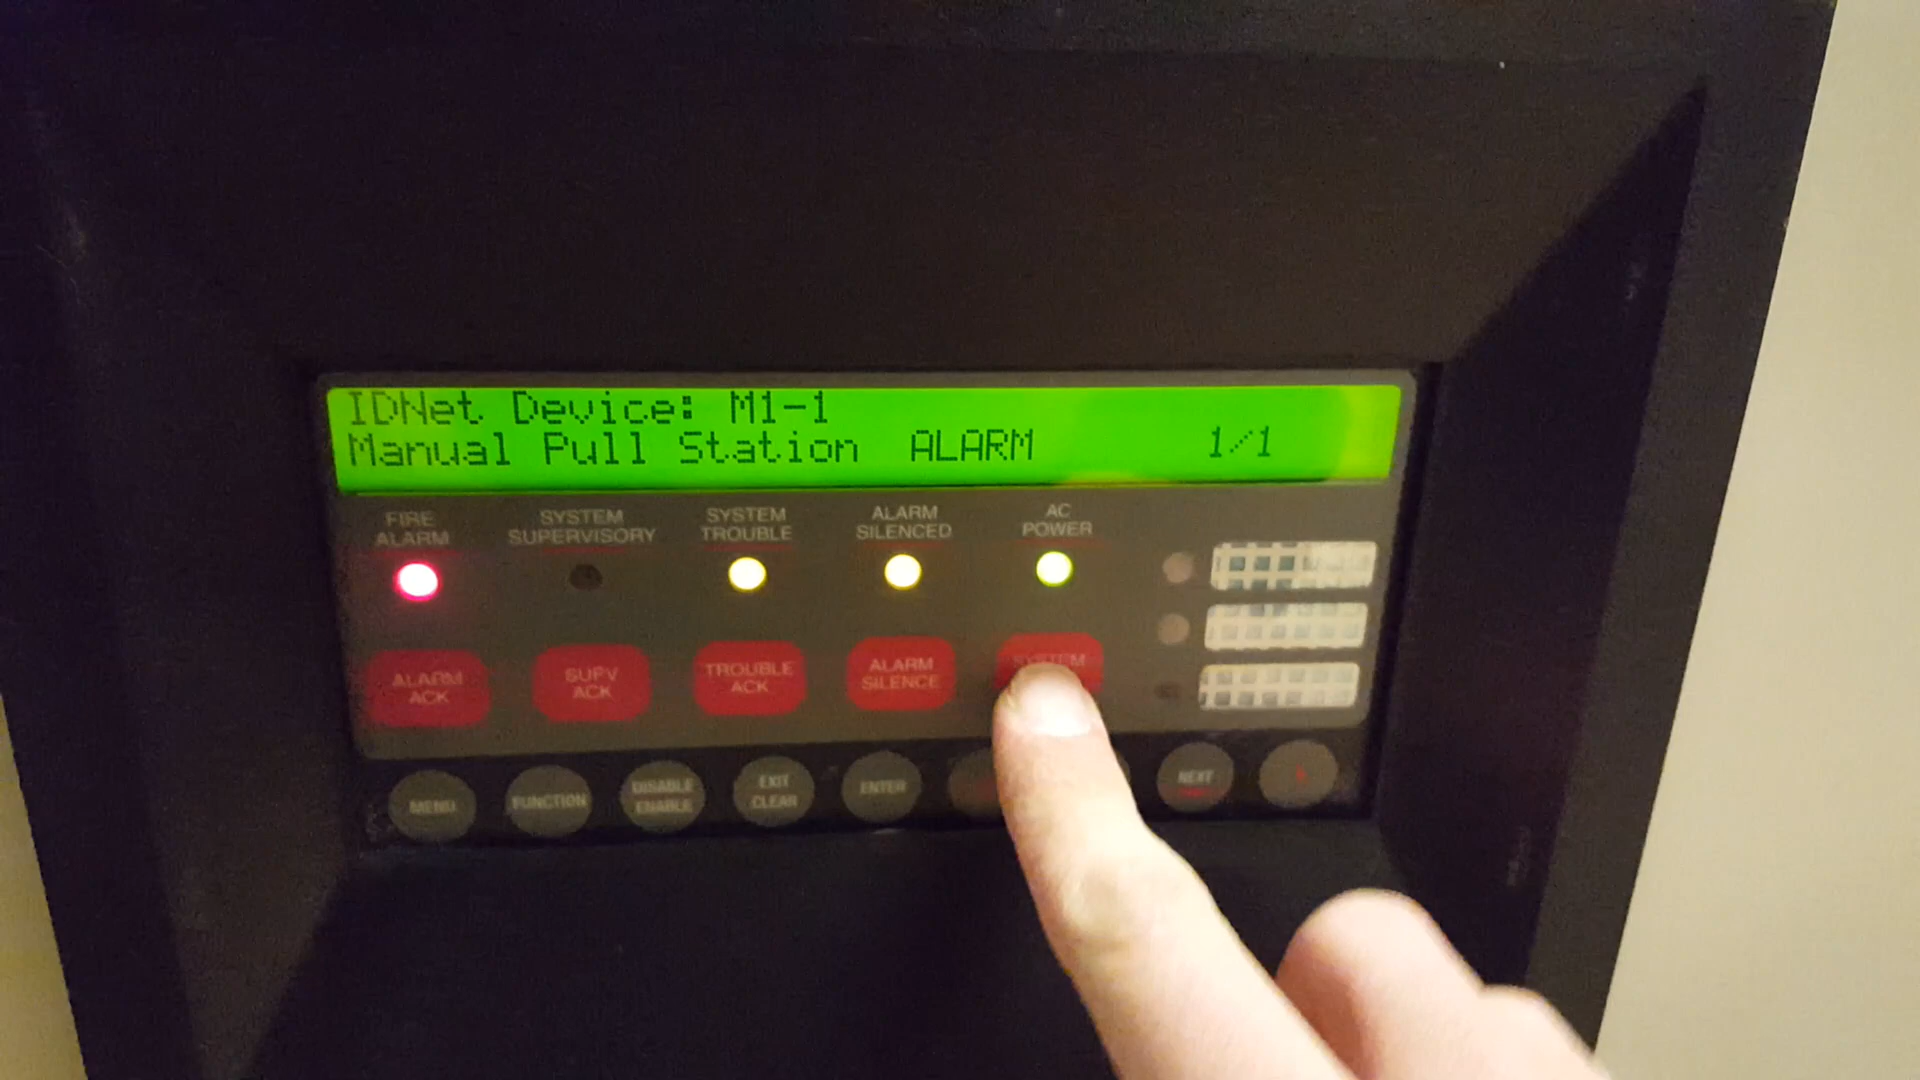 IDNet Device: M1-1
Manual Pull Station ALARM 1/1
FIRE
ALARM
SYSTEM
SUPERVISORY
SYSTEM
TROUBLE
ALARM
SILENCED
AC
POWER
ALARM
ACK
SUPV
ACK
TROUBLE
ACK
ALARM
SILENCE
SYSTEM
MENU
FUNCTION
DISABLE
ENABLE
EXIT
CLEAR
ENTER
NEXT